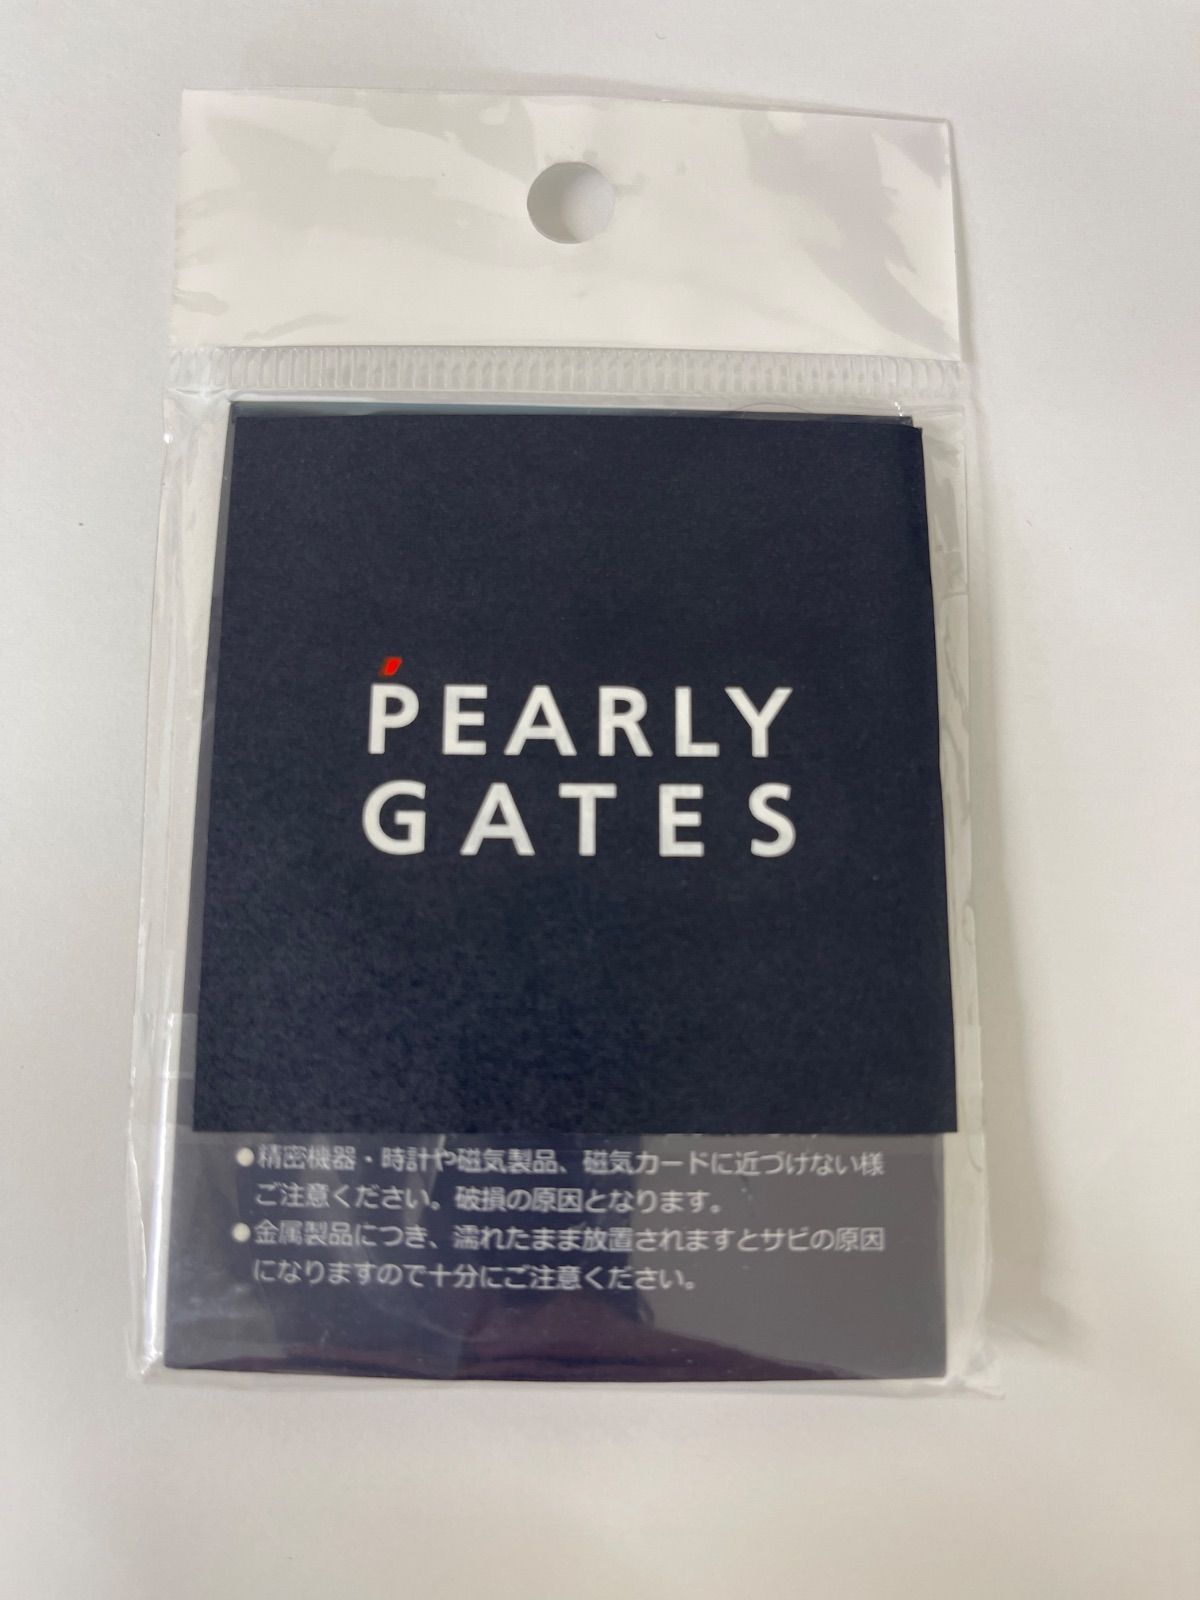 PEARLY
GATES
●精密機器・時計や磁気製品、磁気カードに近づけない様
ご注意ください。破損の原因となります。
●金属製品につき、濡れたまま放置されますとサビの原因
になりますので十分にご注意ください。